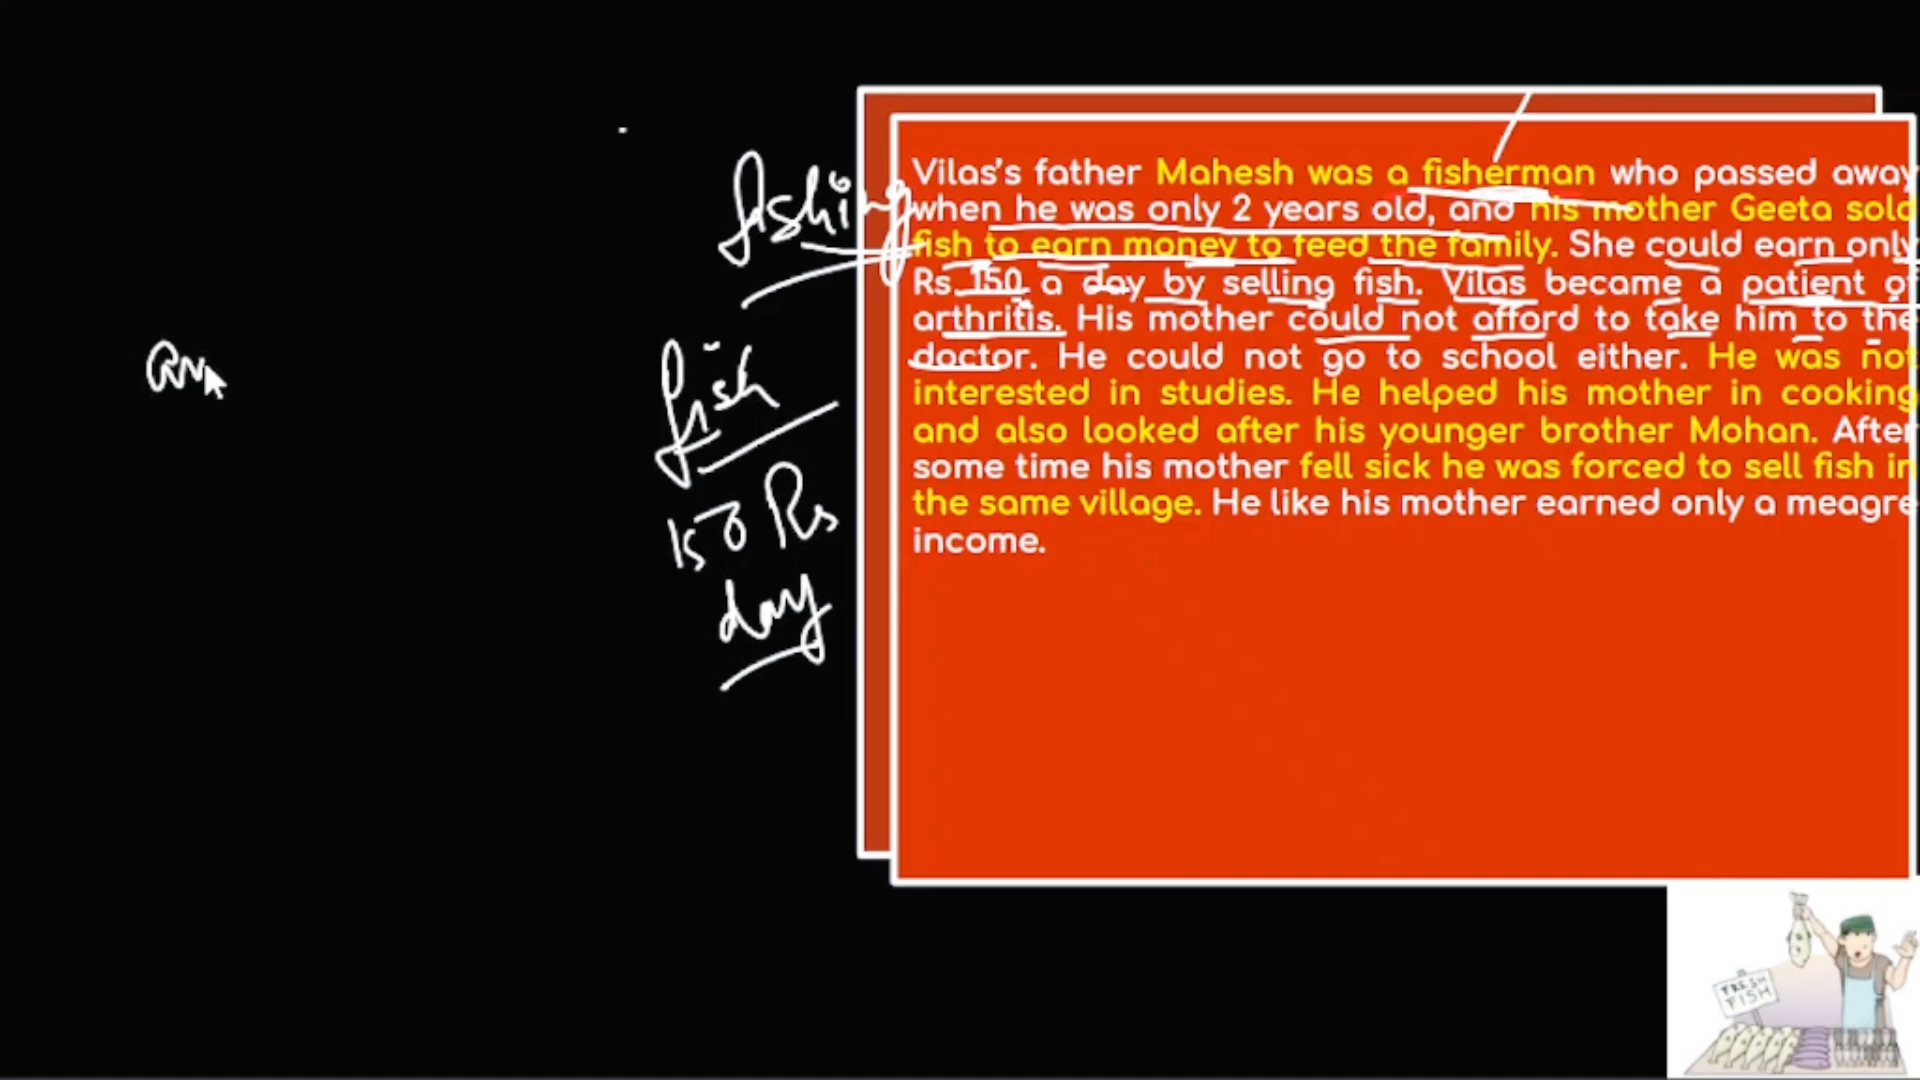 fishing
fish
150 Rs
day
Vilas's father Mahesh was a fisherman who passed away
when he was only 2 years old, and his mother Geeta sold
fish to earn money to feed the family. She could earn only
Rs 150 a day by selling fish. Vilas became a patient of
arthritis. His mother could not afford to take him to the
doctor. He could not go to school either. He was not
interested in studies. He helped his mother in cooking
and also looked after his younger brother Mohan. After
some time his mother fell sick he was forced to sell fish in
the same village. He like his mother earned only a meagre
income.
FRESH
FISH